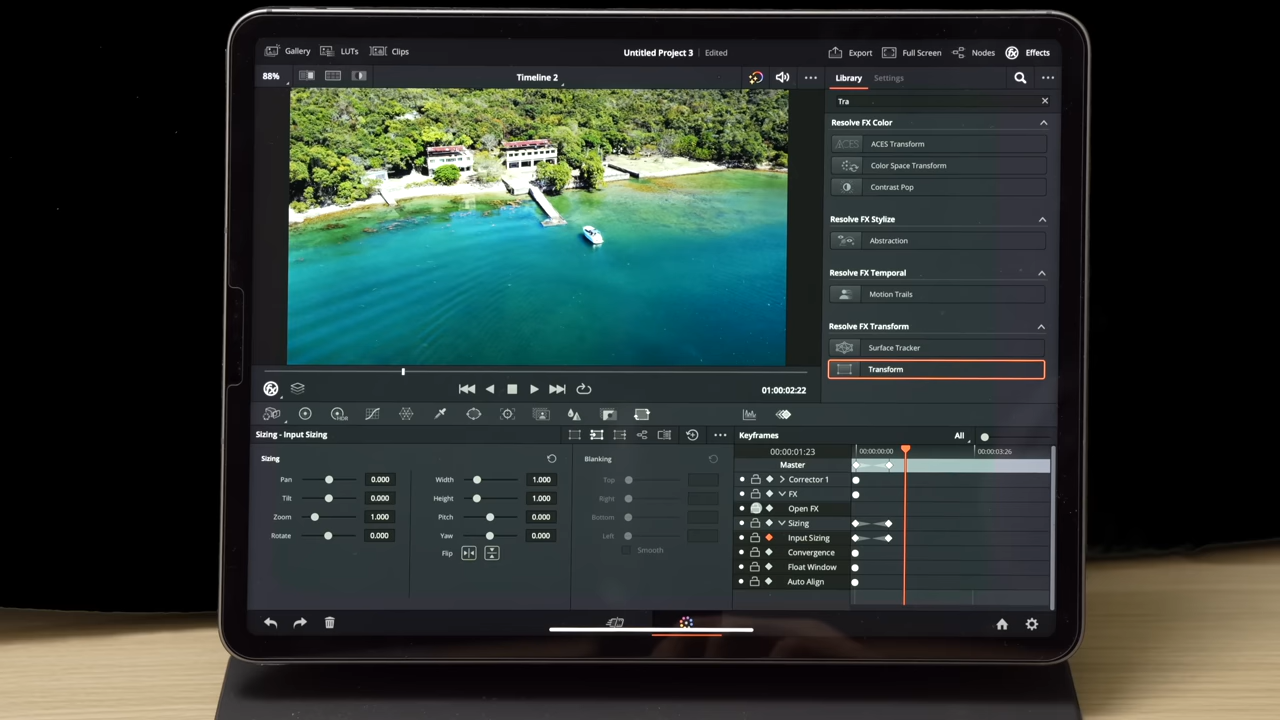 Gallery LUTs Clips Untitled Project 3 Edited Export Full Screen Nodes Effects
88% Timeline 2 Library Settings
Tra
Resolve FX Color
ACES ACES Transform
Color Space Transform
Contrast Pop
Resolve FX Stylize
Abstraction
Resolve FX Temporal
Motion Trails
Resolve FX Transform
Surface Tracker
Transform
01:00:02:22
HDR
Sizing - Input Sizing
Sizing
Pan 0.000 Width 1.000
Tilt 0.000 Height 1.000
Zoom 1.000 Pitch 0.000
Rotate 0.000 Yaw 0.000
Flip
Blanking
Top
Right
Bottom
Left
Smooth
Keyframes All
00:00:01:23 00:00:00:00 00:00:03:26
Master
Corrector 1
FX
Open FX
Sizing
Input Sizing
Convergence
Float Window
Auto Align